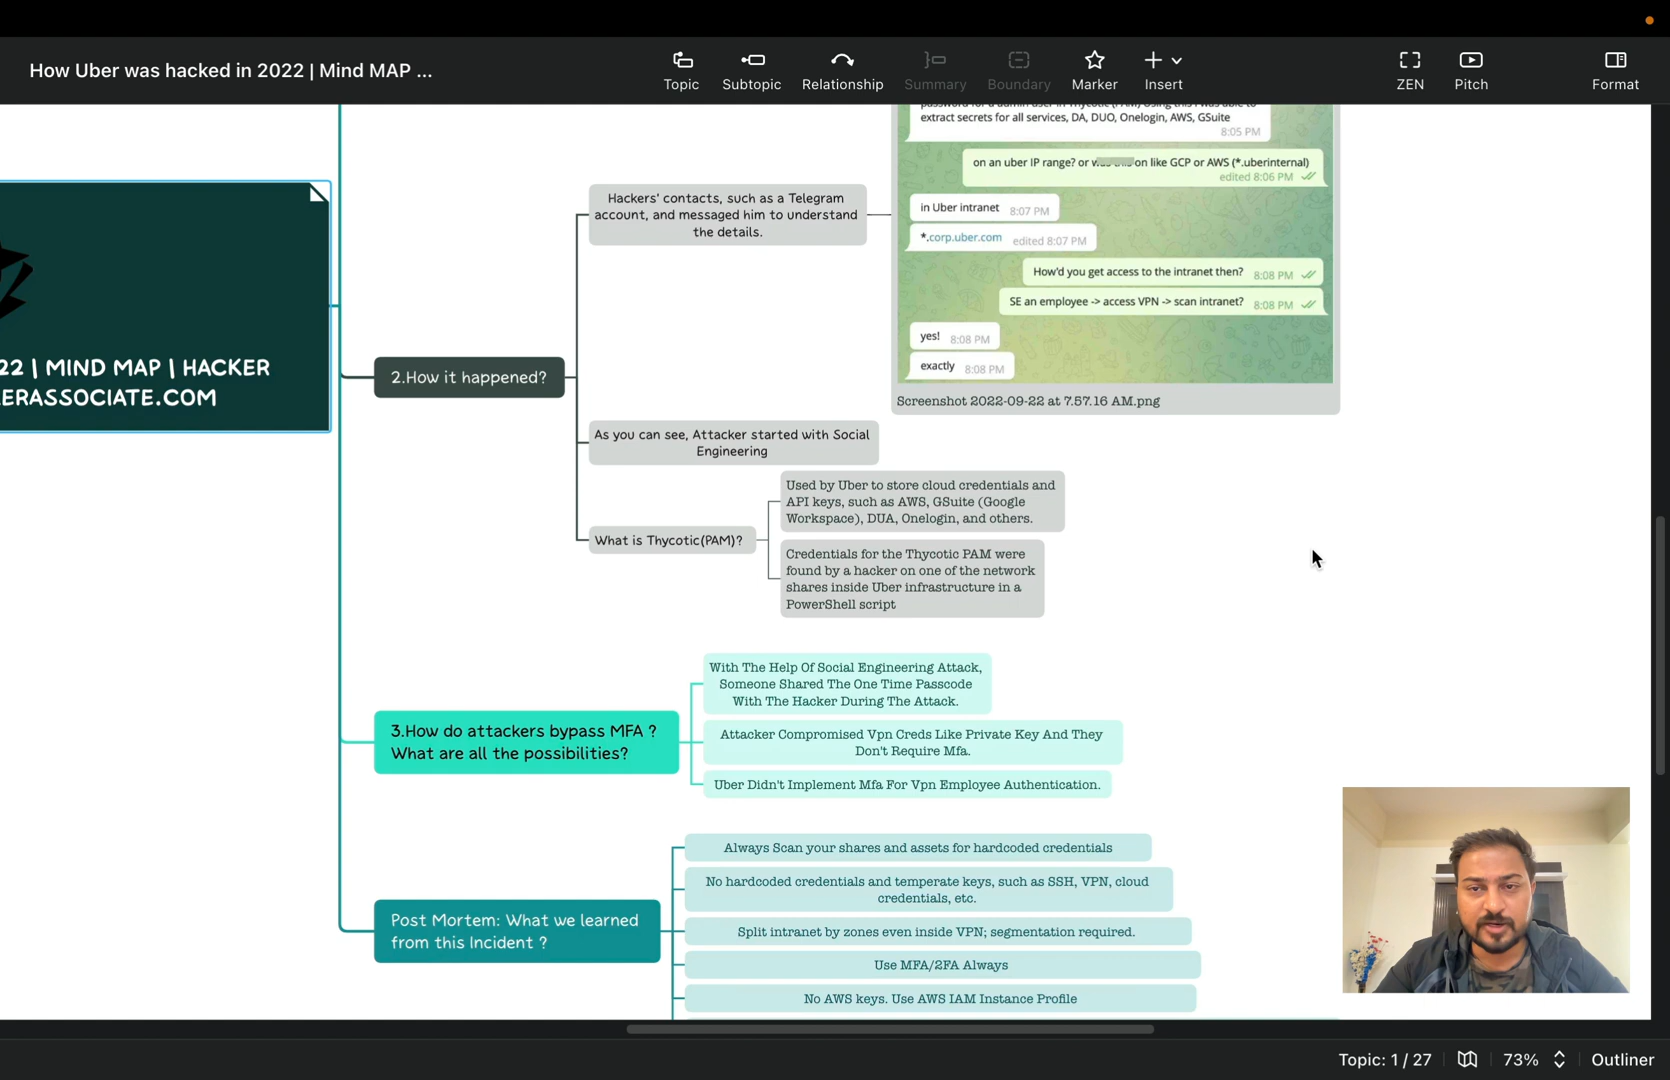 How Uber was hacked in 2022 | Mind MAP ...
Topic
Subtopic
Relationship
Summary
Boundary
Marker
Insert
ZEN
Pitch
Format
extract secrets for all services, DA, DUO, Onelogin, AWS, GSuite
8:05 PM
on an uber IP range? or was this on like GCP or AWS (*.uberinternal)
edited 8:06 PM
in Uber intranet 8:07 PM
*.corp.uber.com edited 8:07 PM
How'd you get access to the intranet then? 8:08 PM
SE an employee -> access VPN -> scan intranet? 8:08 PM
yes! 8:08 PM
exactly 8:08 PM
Screenshot 2022-09-22 at 7.57.16 AM.png
Hackers' contacts, such as a Telegram
account, and messaged him to understand
the details.
22 | MIND MAP | HACKER
ERASSOCIATE.COM
2.How it happened?
As you can see, Attacker started with Social
Engineering
What is Thycotic(PAM)?
Used by Uber to store cloud credentials and
API keys, such as AWS, GSuite (Google
Workspace), DUA, Onelogin, and others.
Credentials for the Thycotic PAM were
found by a hacker on one of the network
shares inside Uber infrastructure in a
PowerShell script
3.How do attackers bypass MFA ?
What are all the possibilities?
With The Help Of Social Engineering Attack,
Someone Shared The One Time Passcode
With The Hacker During The Attack.
Attacker Compromised Vpn Creds Like Private Key And They
Don't Require Mfa.
Uber Didn't Implement Mfa For Vpn Employee Authentication.
Post Mortem: What we learned
from this Incident ?
Always Scan your shares and assets for hardcoded credentials
No hardcoded credentials and temperate keys, such as SSH, VPN, cloud
credentials, etc.
Split intranet by zones even inside VPN; segmentation required.
Use MFA/2FA Always
No AWS keys. Use AWS IAM Instance Profile
Topic: 1 / 27
73%
Outliner